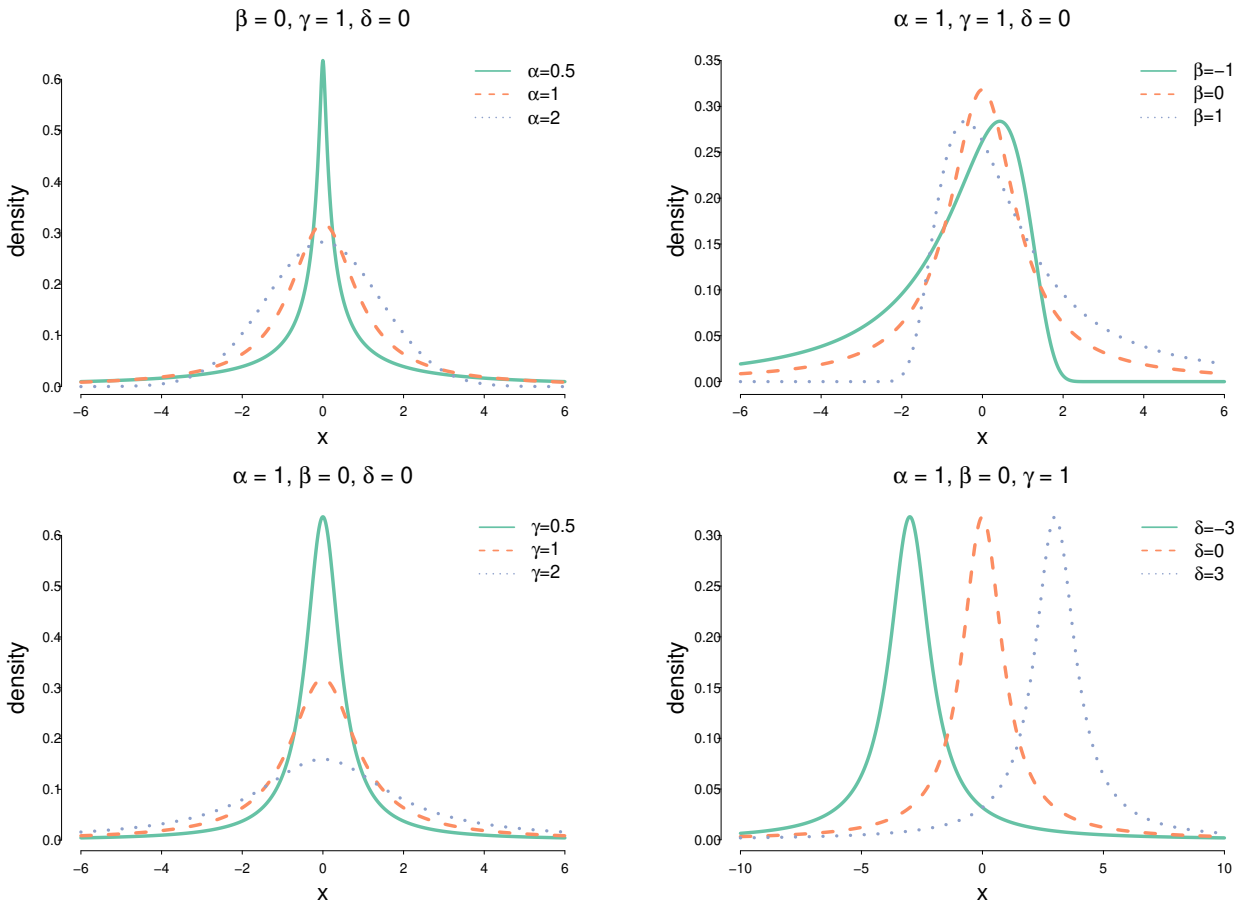 β = 0, γ = 1, δ = 0
density
0.6
0.5
0.4
0.3
0.2
0.1
0.0
α=0.5
α=1
α=2
−6 −4 −2 0 2 4 6
x
α = 1, γ = 1, δ = 0
density
0.35
0.30
0.25
0.20
0.15
0.10
0.05
0.00
β=−1
β=0
β=1
−6 −4 −2 0 2 4 6
x
α = 1, β = 0, δ = 0
density
0.6
0.5
0.4
0.3
0.2
0.1
0.0
γ=0.5
γ=1
γ=2
−6 −4 −2 0 2 4 6
x
α = 1, β = 0, γ = 1
density
0.30
0.25
0.20
0.15
0.10
0.05
0.00
δ=−3
δ=0
δ=3
−10 −5 0 5 10
x